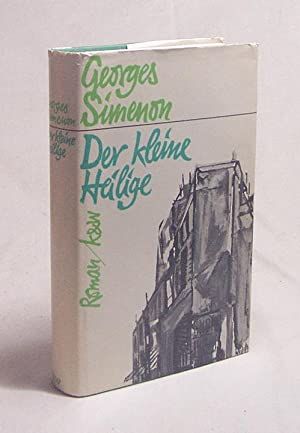 Georges
Simenon
Der kleine
Heilige
Roman/k&w
Georges
Simenon
Der kleine
Heilige